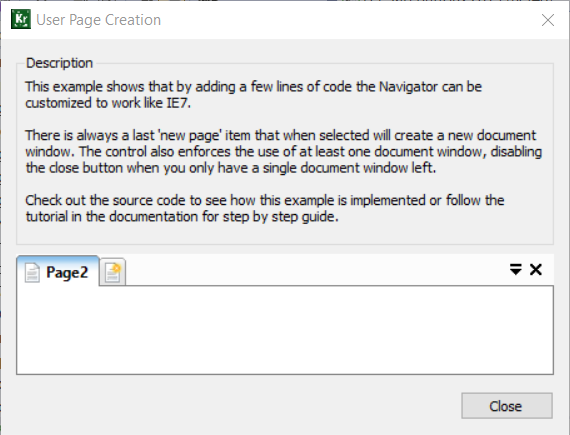 Kr User Page Creation
Description
This example shows that by adding a few lines of code the Navigator can be
customized to work like IE7.
There is always a last 'new page' item that when selected will create a new document
window. The control also enforces the use of at least one document window, disabling
the close button when you only have a single document window left.
Check out the source code to see how this example is implemented or follow the
tutorial in the documentation for step by step guide.
Page2
Close